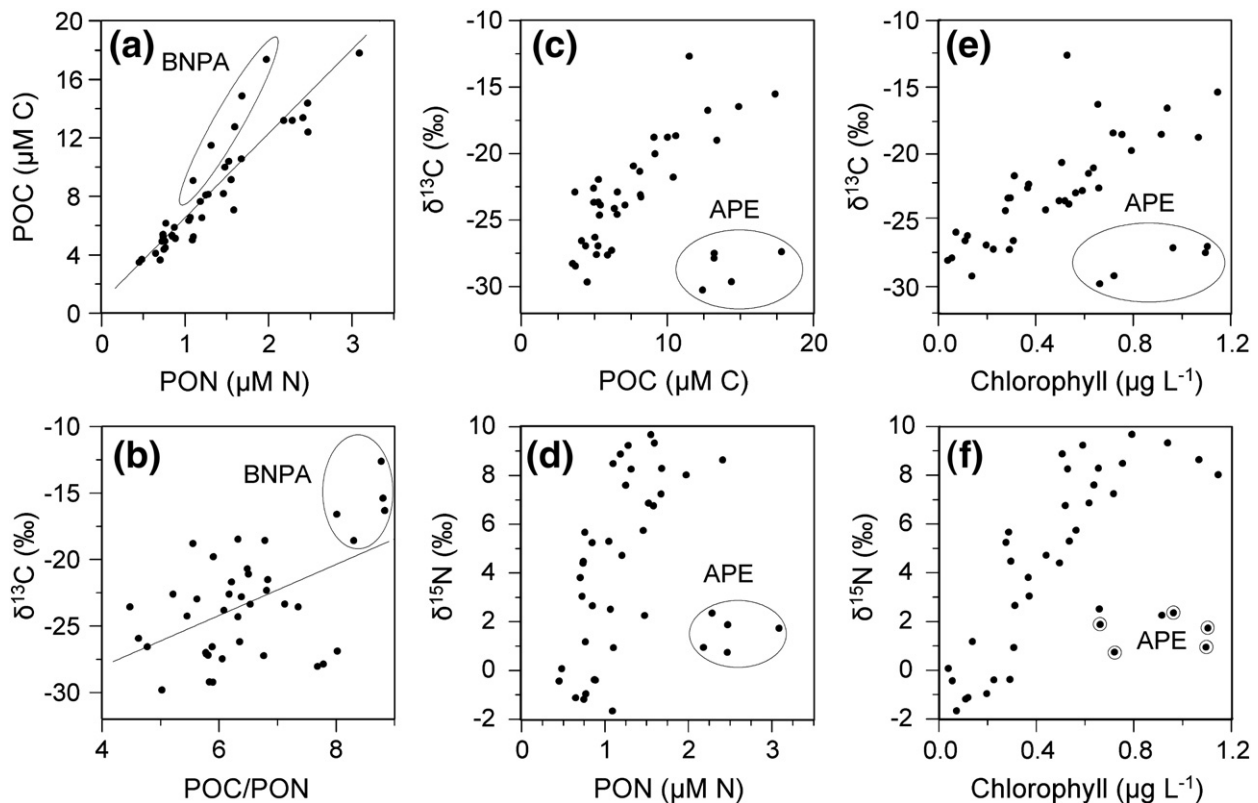 (a)
BNPA
POC (µM C)
20
16
12
8
4
0
0
1
2
3
PON (µM N)
(c)
APE
δ¹³C (‰)
-10
-15
-20
-25
-30
0
5
10
15
20
POC (µM C)
(e)
APE
δ¹³C (‰)
-10
-15
-20
-25
-30
0.0
0.4
0.8
1.2
Chlorophyll (µg L⁻¹)
(b)
BNPA
δ¹³C (‰)
-10
-15
-20
-25
-30
4
6
8
POC/PON
(d)
APE
δ¹⁵N (‰)
10
8
6
4
2
0
-2
0
1
2
3
PON (µM N)
(f)
APE
δ¹⁵N (‰)
10
8
6
4
2
0
-2
0.0
0.4
0.8
1.2
Chlorophyll (µg L⁻¹)